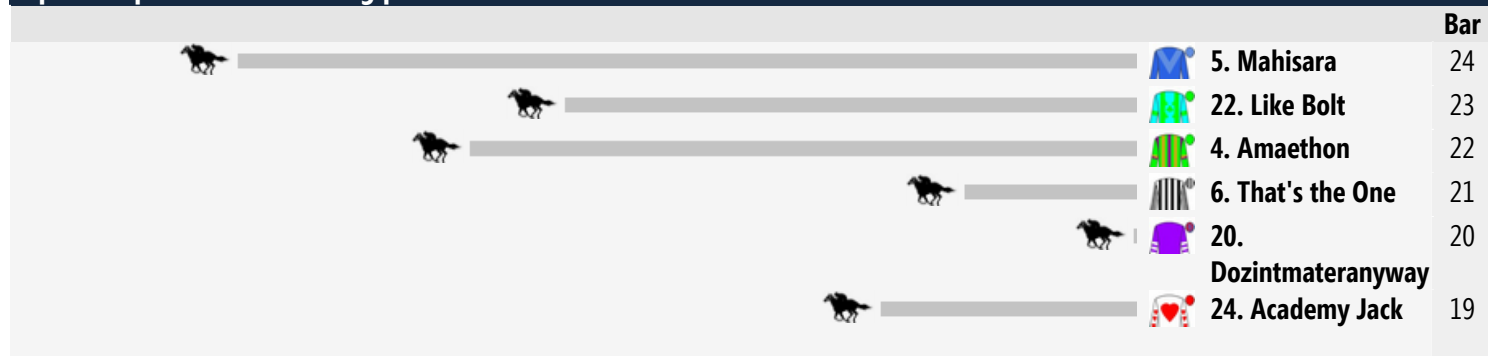 Bar
5. Mahisara 24
22. Like Bolt 23
4. Amaethon 22
6. That's the One 21
20. 20
Dozintmateranyway
24. Academy Jack 19